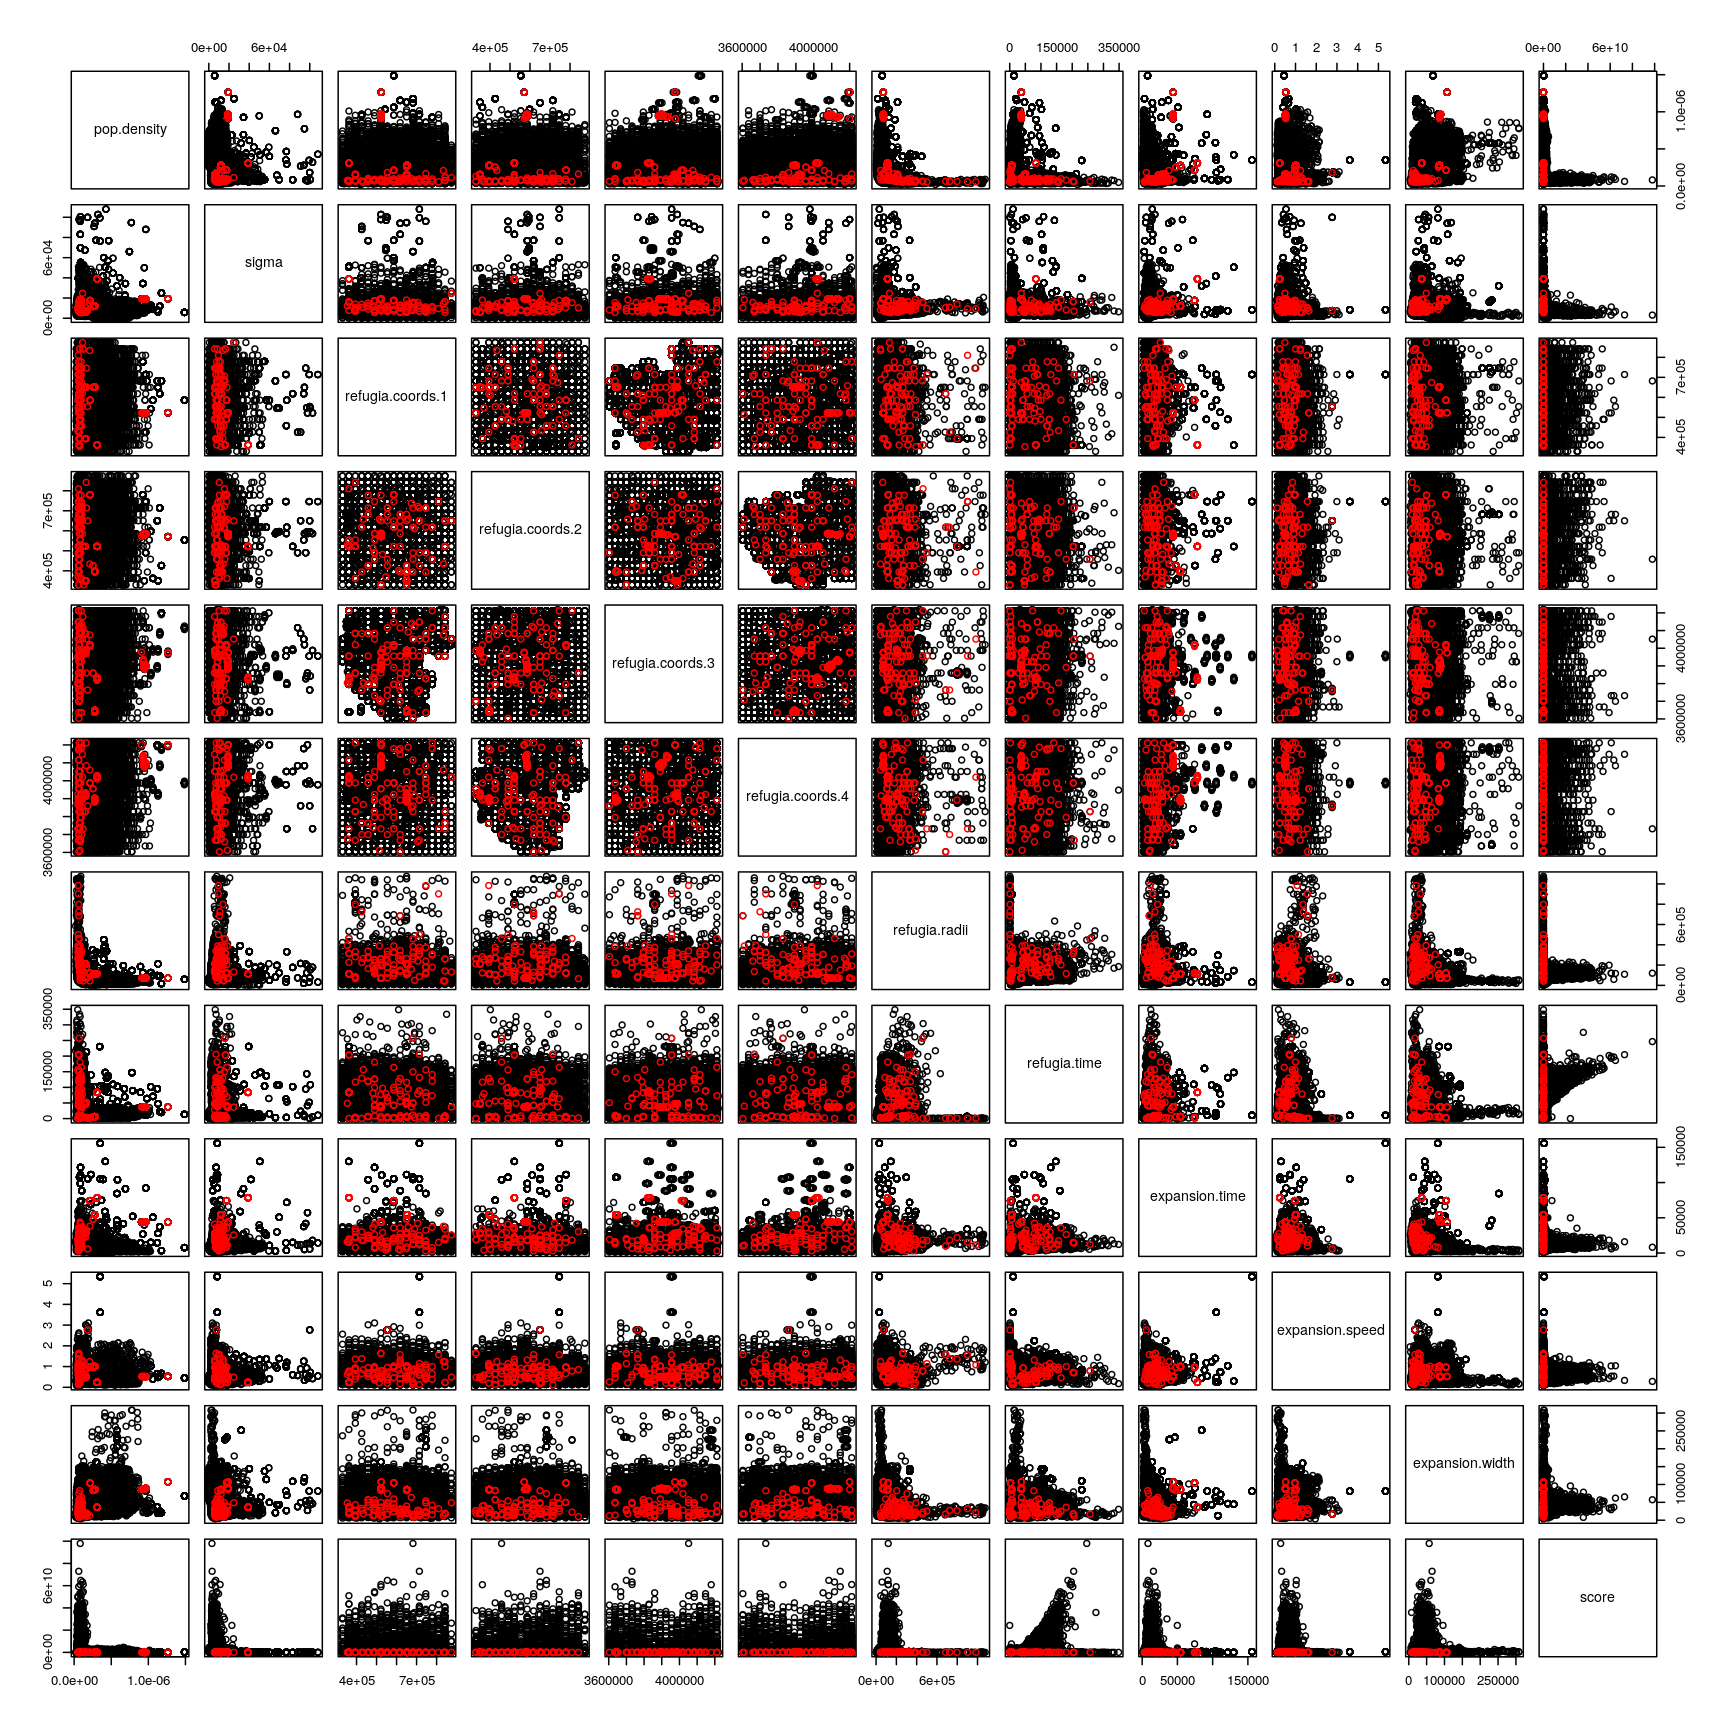 0e+00 6e+04 4e+05 7e+05 3600000 4000000 0 150000 350000 0 1 2 3 4 5 0e+00 6e+10
pop.density
0.0e+00 1.0e-06
0e+00 6e+04
sigma
refugia.coords.1
4e+05 7e+05
4e+05 7e+05
refugia.coords.2
refugia.coords.3
3600000 4000000
3600000 4000000
refugia.coords.4
refugia.radii
0e+00 6e+05
0 150000 350000
refugia.time
expansion.time
0 50000 150000
0 1 2 3 4 5
expansion.speed
expansion.width
0 100000 250000
0e+00 6e+10
score
0.0e+00 1.0e-06 4e+05 7e+05 3600000 4000000 0e+00 6e+05 0 50000 150000 0 100000 250000